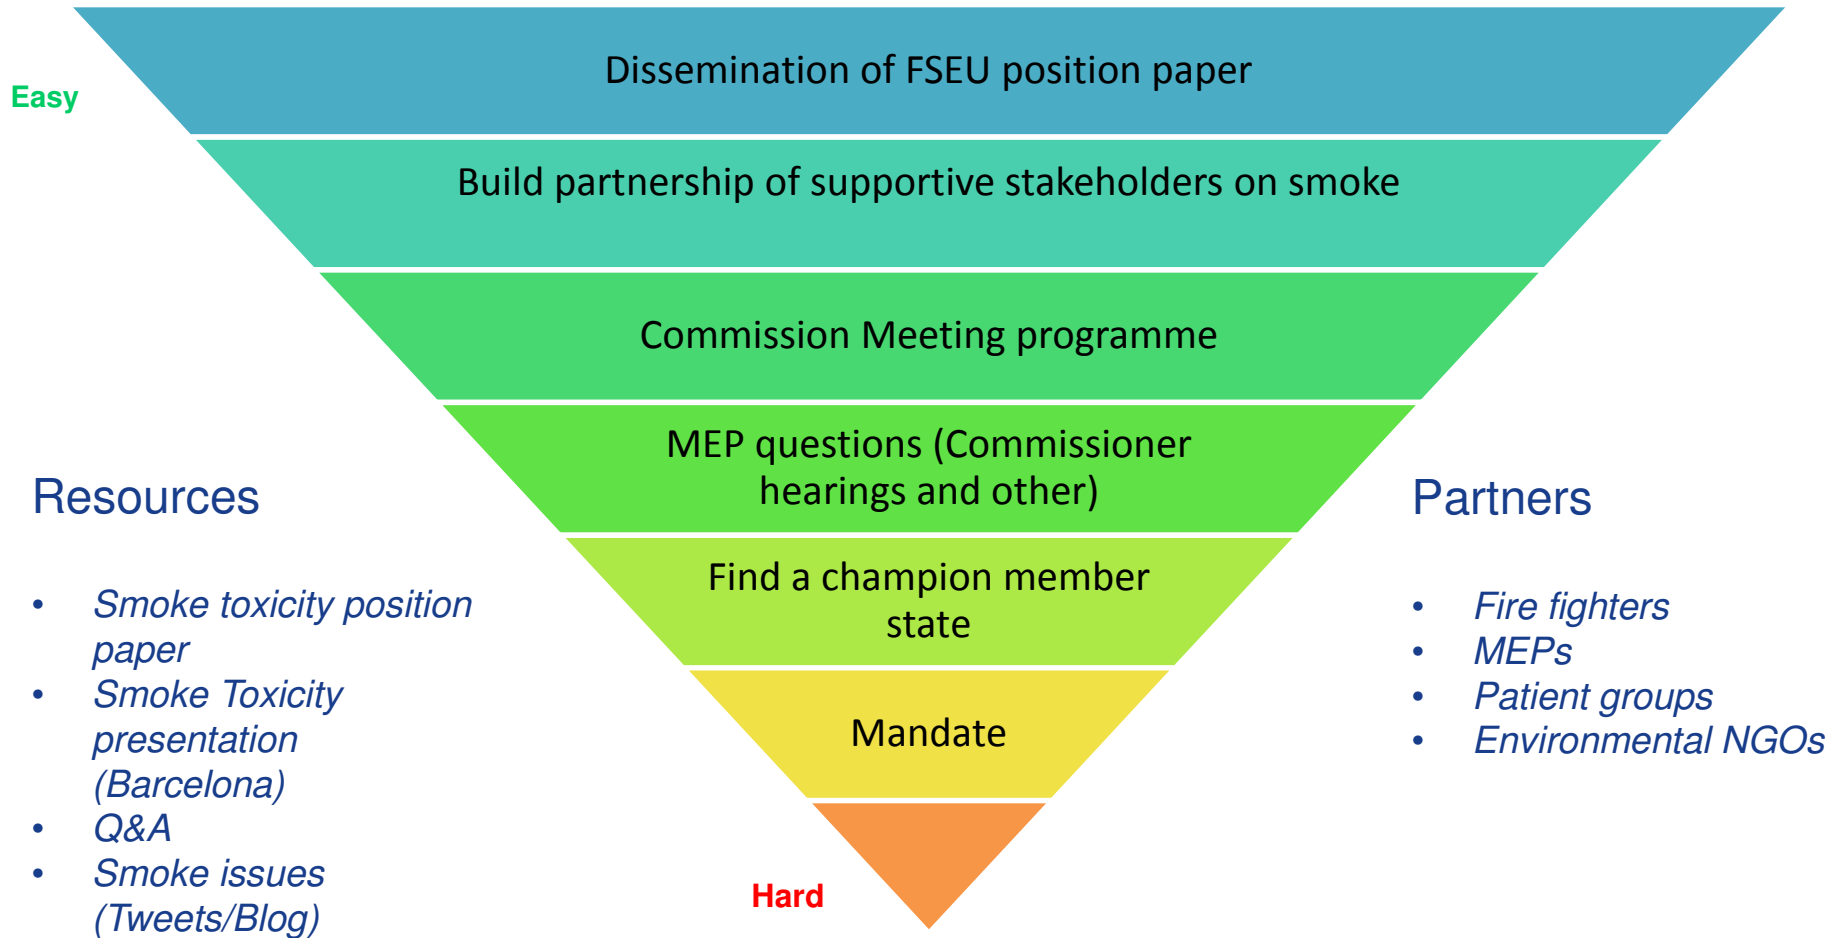 Dissemination of FSEU position paper
Easy
Build partnership of supportive stakeholders on smoke
Commission Meeting programme
MEP questions (Commissioner
hearings and other)
Find a champion member
state
Mandate
Hard
Resources
• Smoke toxicity position
paper
• Smoke Toxicity
presentation
(Barcelona)
• Q&A
• Smoke issues
(Tweets/Blog)
Partners
• Fire fighters
• MEPs
• Patient groups
• Environmental NGOs